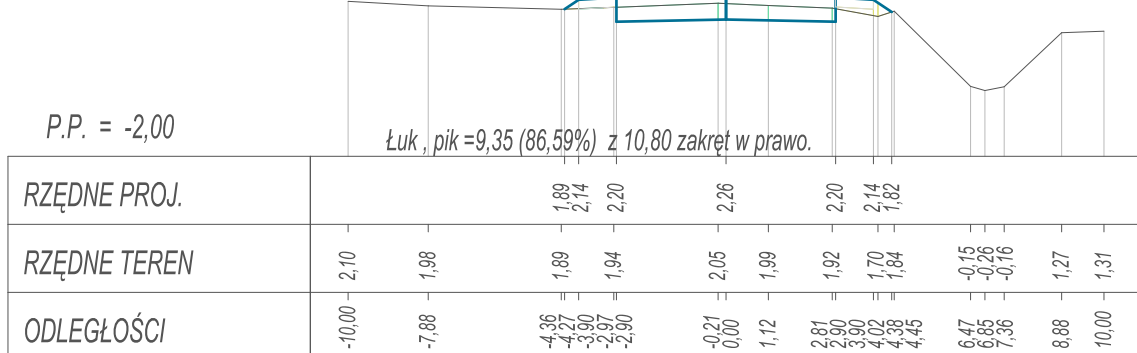 P.P. = -2,00
Łuk , pik =9,35 (86,59%) z 10,80 zakręt w prawo.
RZĘDNE PROJ. 1,89 2,14 2,20 2,26 2,20 2,14 1,82
RZĘDNE TEREN 2,10 1,98 1,89 1,94 2,05 1,99 1,92 1,70 1,84 -0,15 -0,26 -0,16 1,27 1,31
ODLEGŁOŚCI -10,00 -7,88 -4,36 -4,27 -3,90 -2,97 -2,90 -0,21 0,00 1,12 2,81 2,90 3,90 4,02 4,38 4,45 6,47 6,85 7,36 8,88 10,00